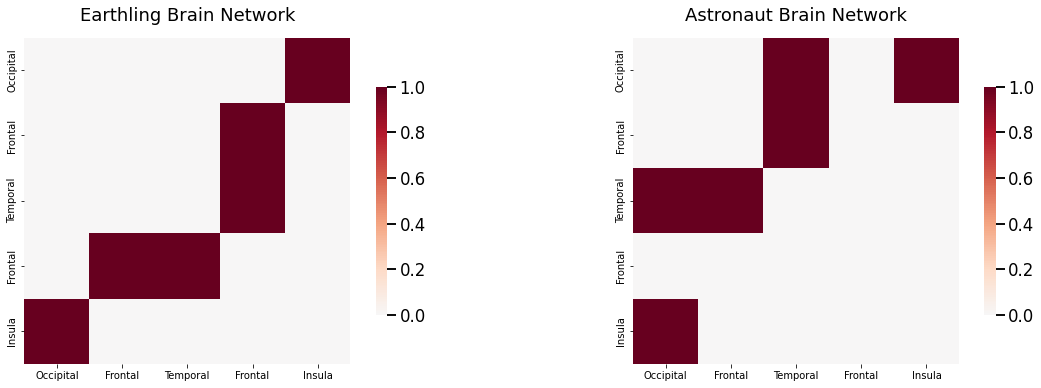 Earthling Brain Network
Astronaut Brain Network
Occipital
Frontal
Temporal
Frontal
Insula
Occipital Frontal Temporal Frontal Insula
1.0
0.8
0.6
0.4
0.2
0.0
Occipital
Frontal
Temporal
Frontal
Insula
Occipital Frontal Temporal Frontal Insula
1.0
0.8
0.6
0.4
0.2
0.0